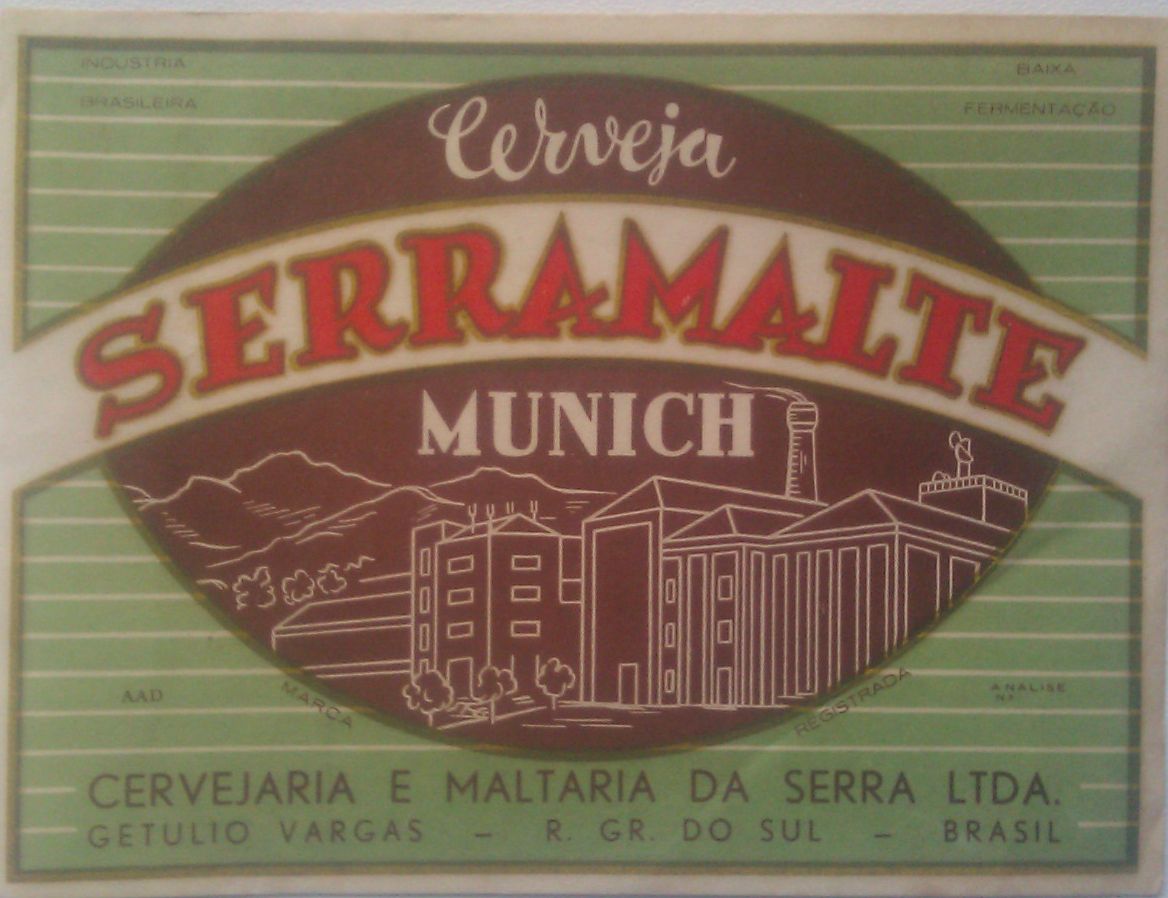 INDUSTRIA
BRASILEIRA
BAIXA
FERMENTAÇÃO
Cerveja
SERRAMALTE
MUNICH
AAD
MARCA
REGISTRADA
ANALISE
Nº
CERVEJARIA E MALTARIA DA SERRA LTDA.
GETULIO VARGAS – R. GR. DO SUL – BRASIL